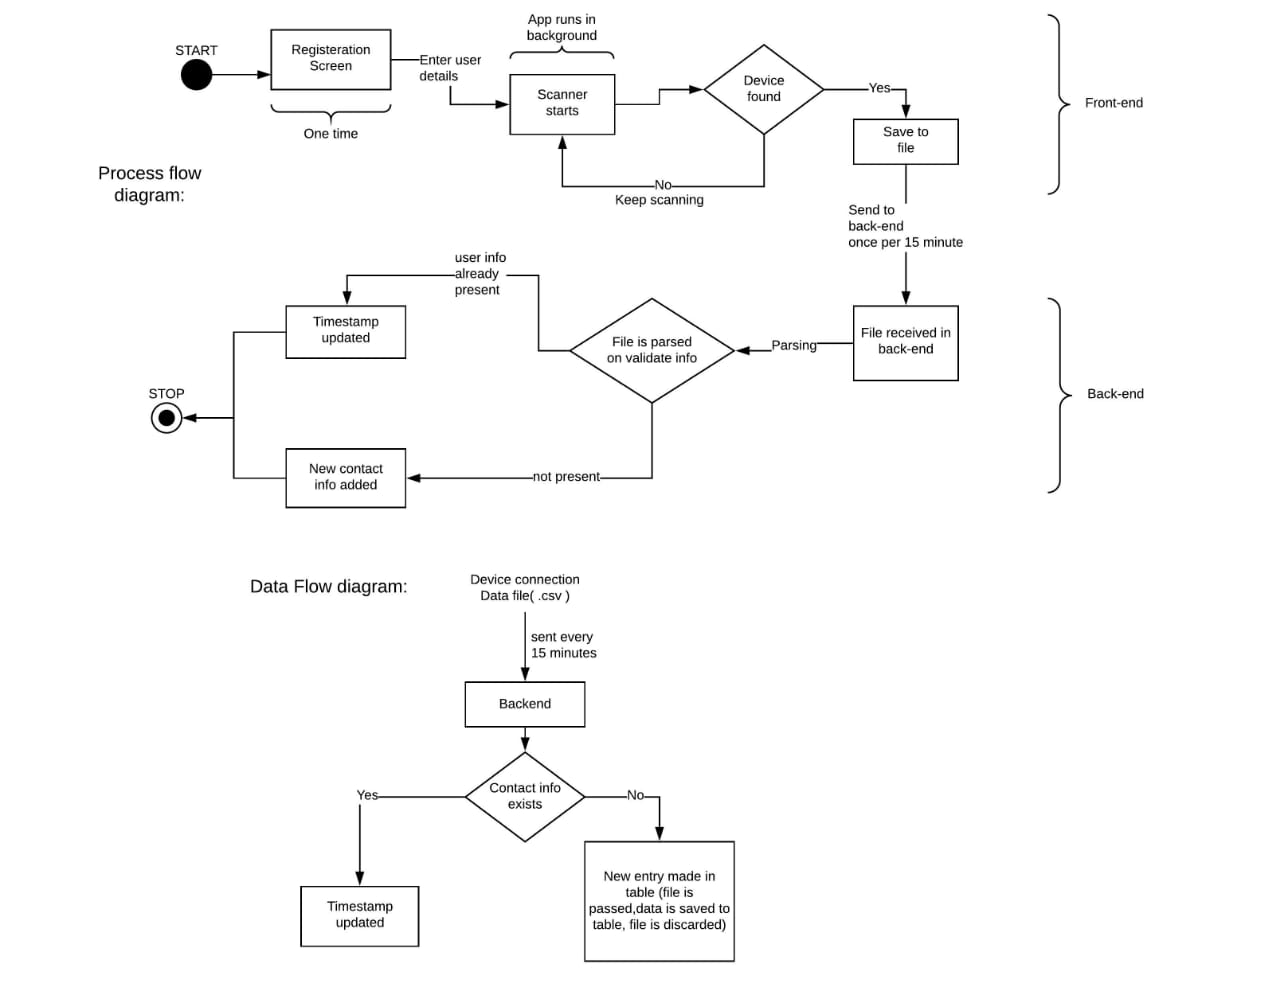 App runs in
background
START
Registeration
Screen
Enter user
details
Scanner
starts
Device
found
Yes
Save to
file
Front-end
One time
Process flow
diagram:
No
Keep scanning
Send to
back-end
once per 15 minute
user info
already
present
Timestamp
updated
File is parsed
on validate info
Parsing
File received in
back-end
STOP
Back-end
New contact
info added
not present
Data Flow diagram:
Device connection
Data file( .csv )
sent every
15 minutes
Backend
Contact info
exists
Yes
No
New entry made in
table (file is
passed,data is saved to
table, file is discarded)
Timestamp
updated